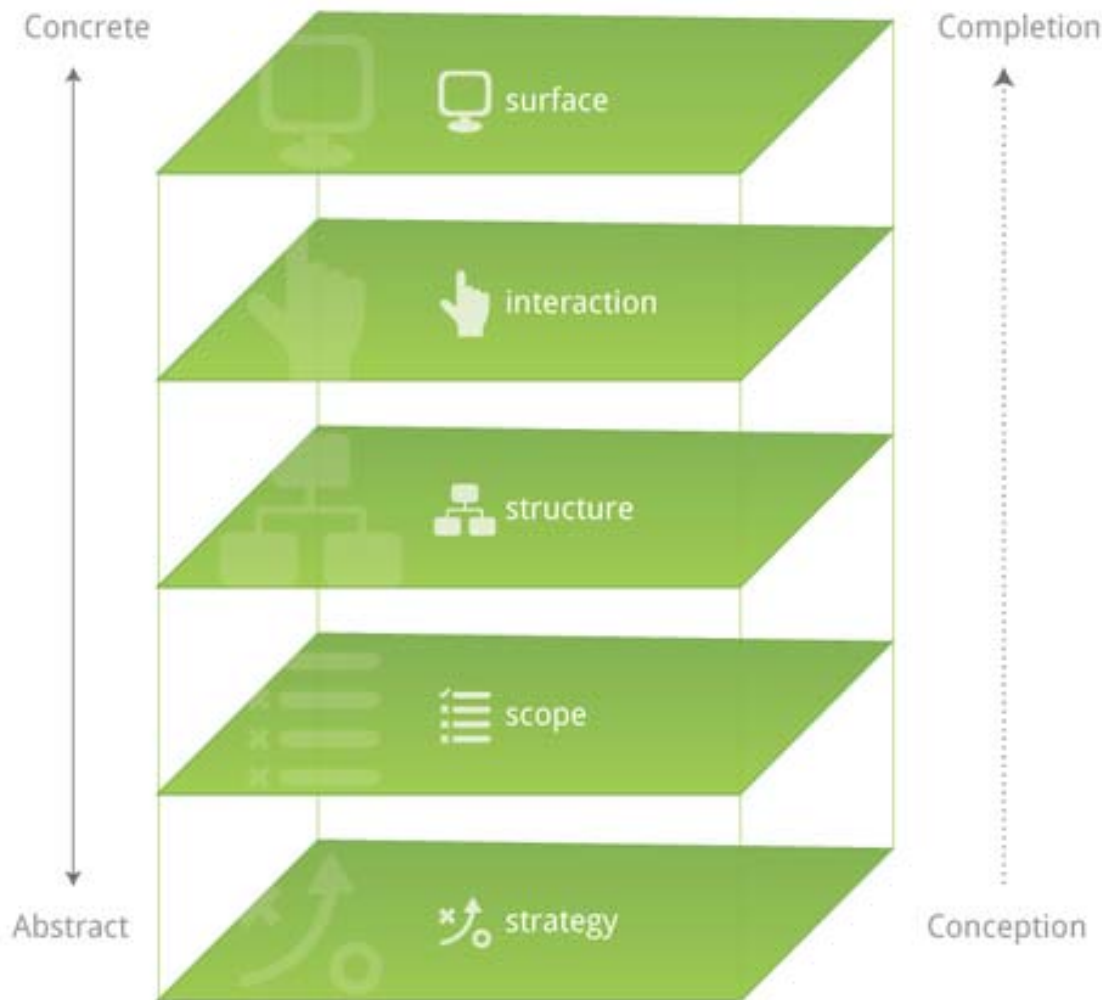 Concrete
Completion
surface
interaction
structure
scope
strategy
Abstract
Conception